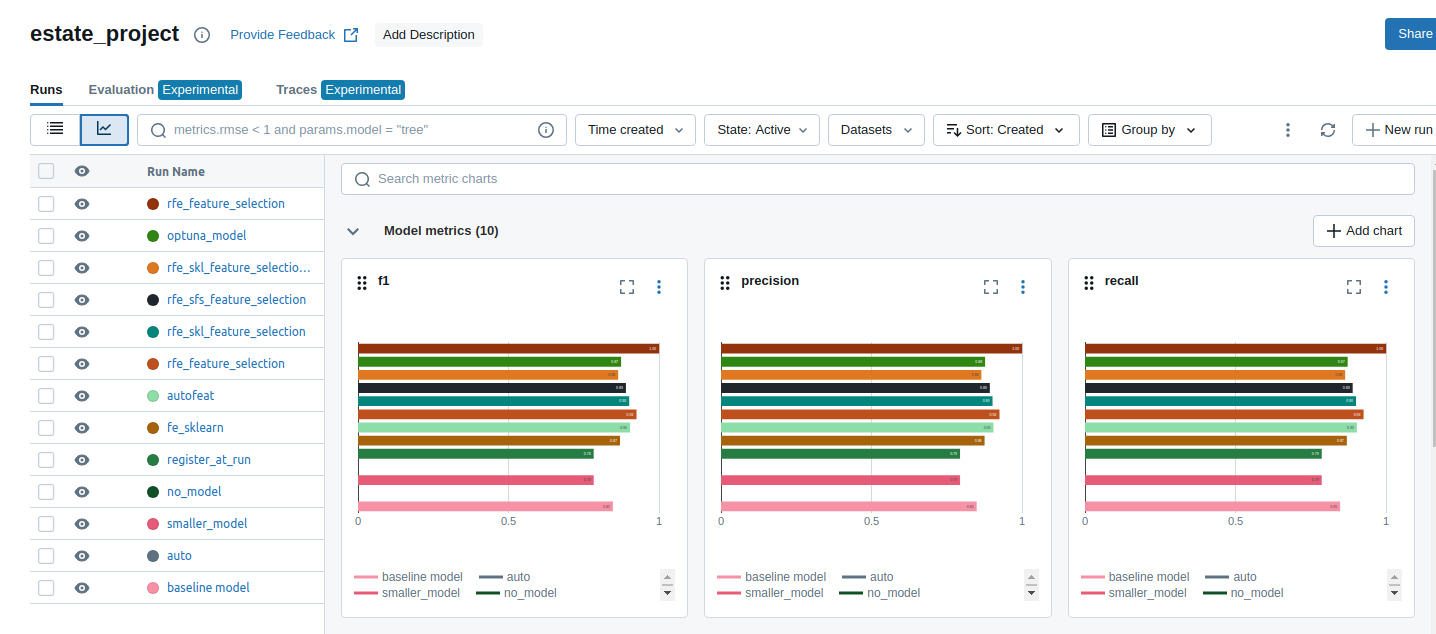 estate_project Provide Feedback Add Description Share
Runs Evaluation Experimental Traces Experimental
metrics.rmse < 1 and params.model = "tree" Time created State: Active Datasets Sort: Created Group by New run
Run Name
rfe_feature_selection
optuna_model
rfe_skl_feature_selectio...
rfe_sfs_feature_selection
rfe_skl_feature_selection
rfe_feature_selection
autofeat
fe_sklearn
register_at_run
no_model
smaller_model
auto
baseline model
Search metric charts
Model metrics (10) Add chart
f1
0 0.5 1
baseline model auto
smaller_model no_model
precision
0 0.5 1
baseline model auto
smaller_model no_model
recall
0 0.5 1
baseline model auto
smaller_model no_model